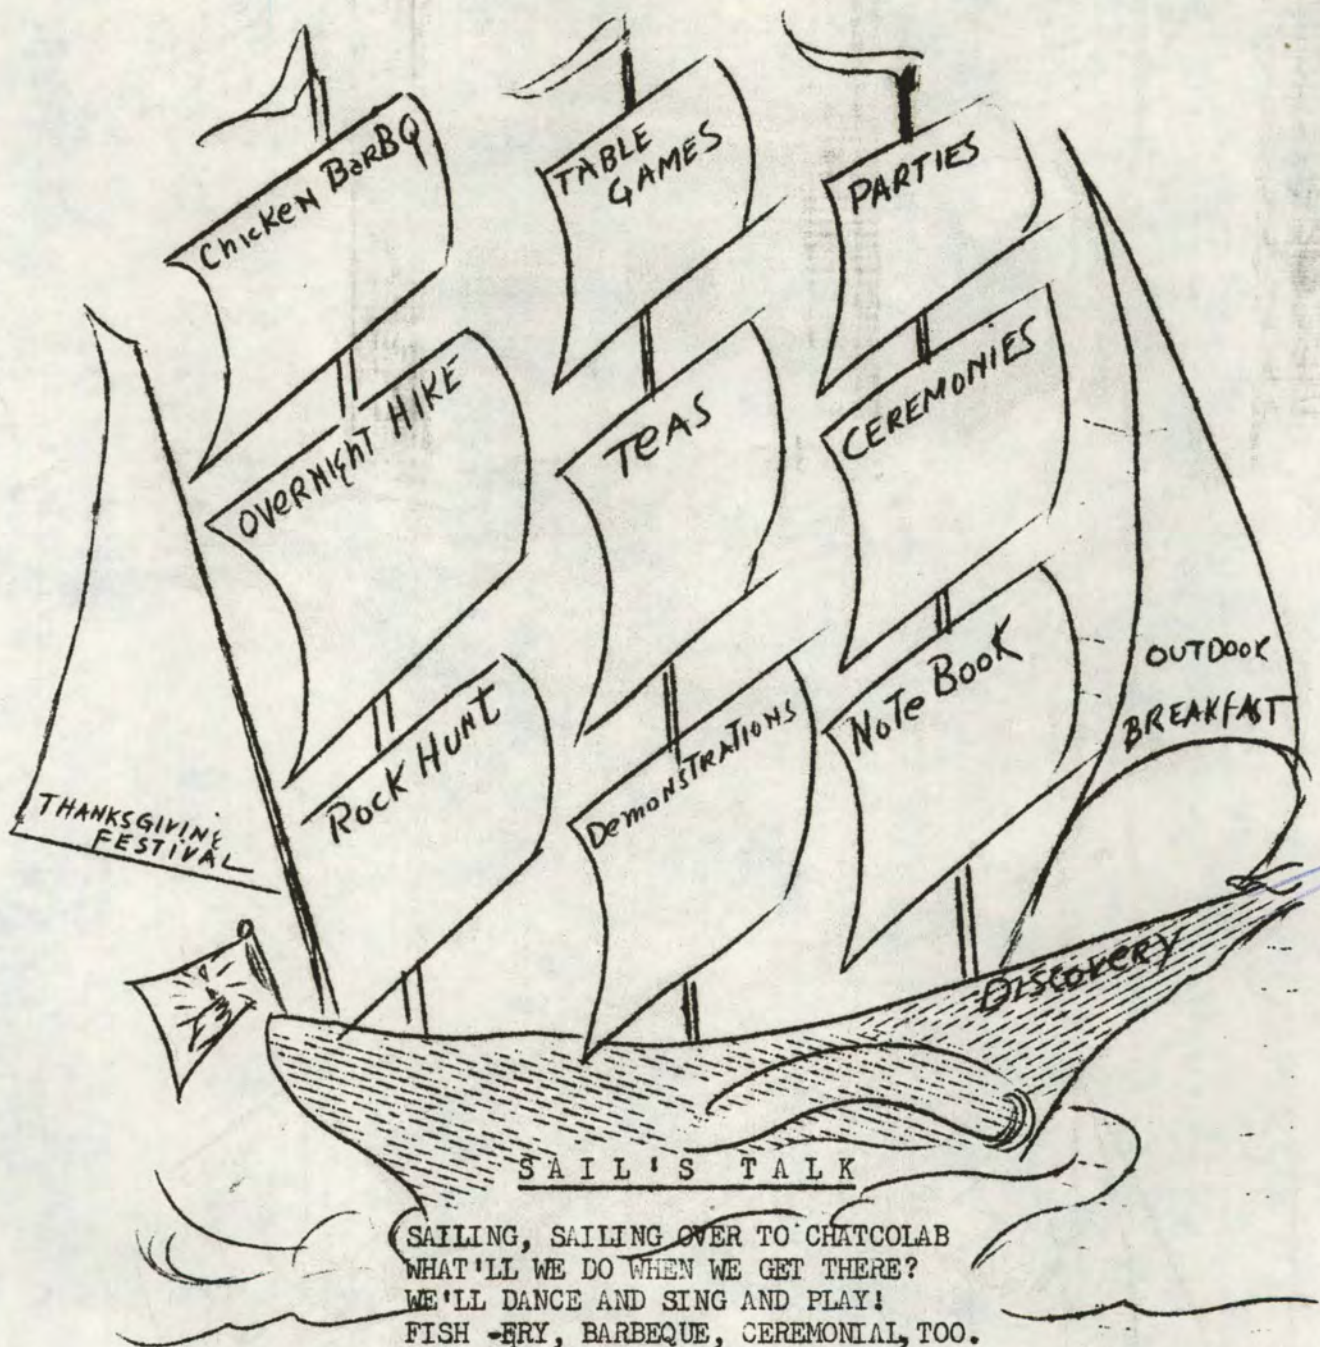 Chicken BarBQ
TABLE
GAMES
PARTIES
OVERNIGHT HIKE
TEAS
CEREMONIES
ROCK HUNT
DEMONSTRATIONS
NOTE BOOK
OUTDOOR
BREAKFAST
THANKSGIVING
FESTIVAL
DISCOVERY
SAIL'S TALK
SAILING, SAILING OVER TO CHATCOLAB
WHAT'LL WE DO WHEN WE GET THERE?
WE'LL DANCE AND SING AND PLAY!
FISH -FRY, BARBEQUE, CEREMONIAL, TOO.